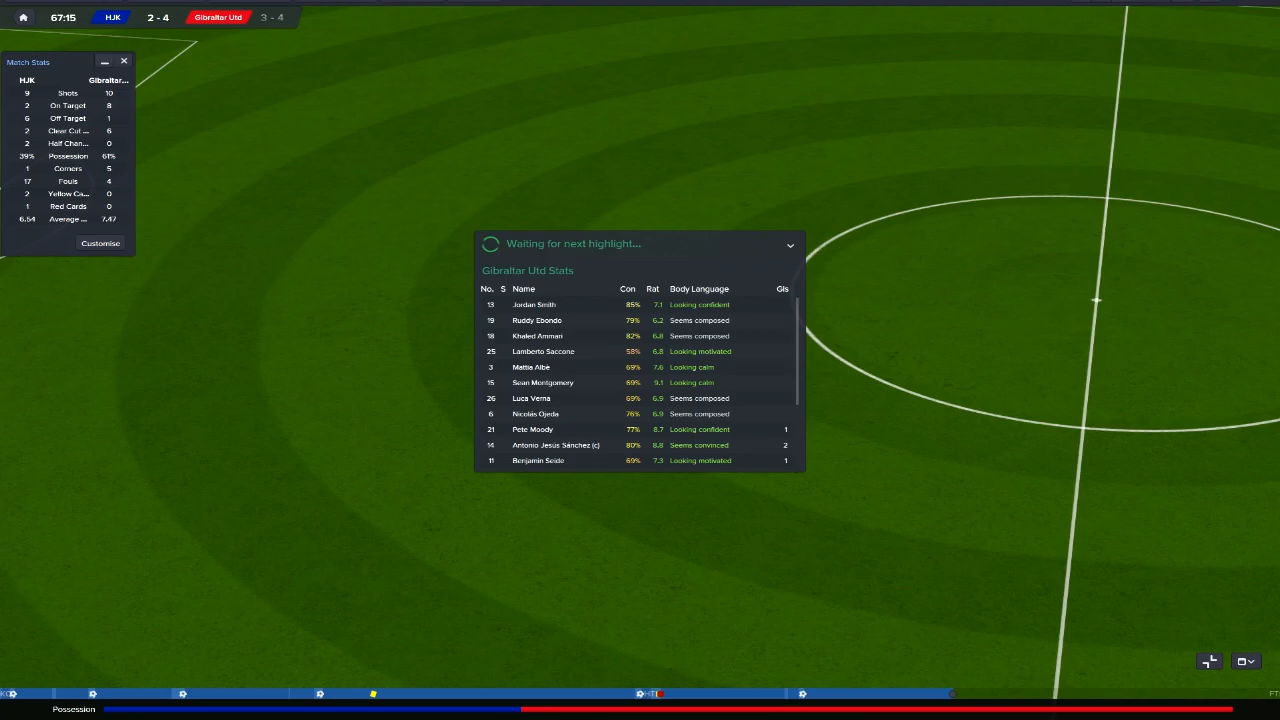 67:15 HJK 2 - 4 Gibraltar Utd 3 - 4
Match Stats
HJK Gibraltar...
9 Shots 10
2 On Target 8
6 Off Target 1
2 Clear Cut ... 6
2 Half Chan... 0
39% Possession 61%
1 Corners 5
17 Fouls 4
2 Yellow Ca... 0
1 Red Cards 0
6.54 Average ... 7.47
Customise
Waiting for next highlight...
Gibraltar Utd Stats
No. S Name Con Rat Body Language Gls
13 Jordan Smith 85% 7.1 Looking confident
19 Ruddy Ebondo 79% 6.2 Seems composed
18 Khaled Ammari 82% 6.8 Seems composed
25 Lamberto Saccone 58% 6.8 Looking motivated
3 Mattia Albè 69% 7.6 Looking calm
15 Sean Montgomery 69% 9.1 Looking calm
26 Luca Verna 69% 6.9 Seems composed
6 Nicolás Ojeda 76% 6.9 Seems composed
21 Pete Moody 77% 8.7 Looking confident 1
14 Antonio Jesús Sánchez (c) 80% 8.8 Seems convinced 2
11 Benjamin Seide 69% 7.3 Looking motivated 1
HT
FT
Possession